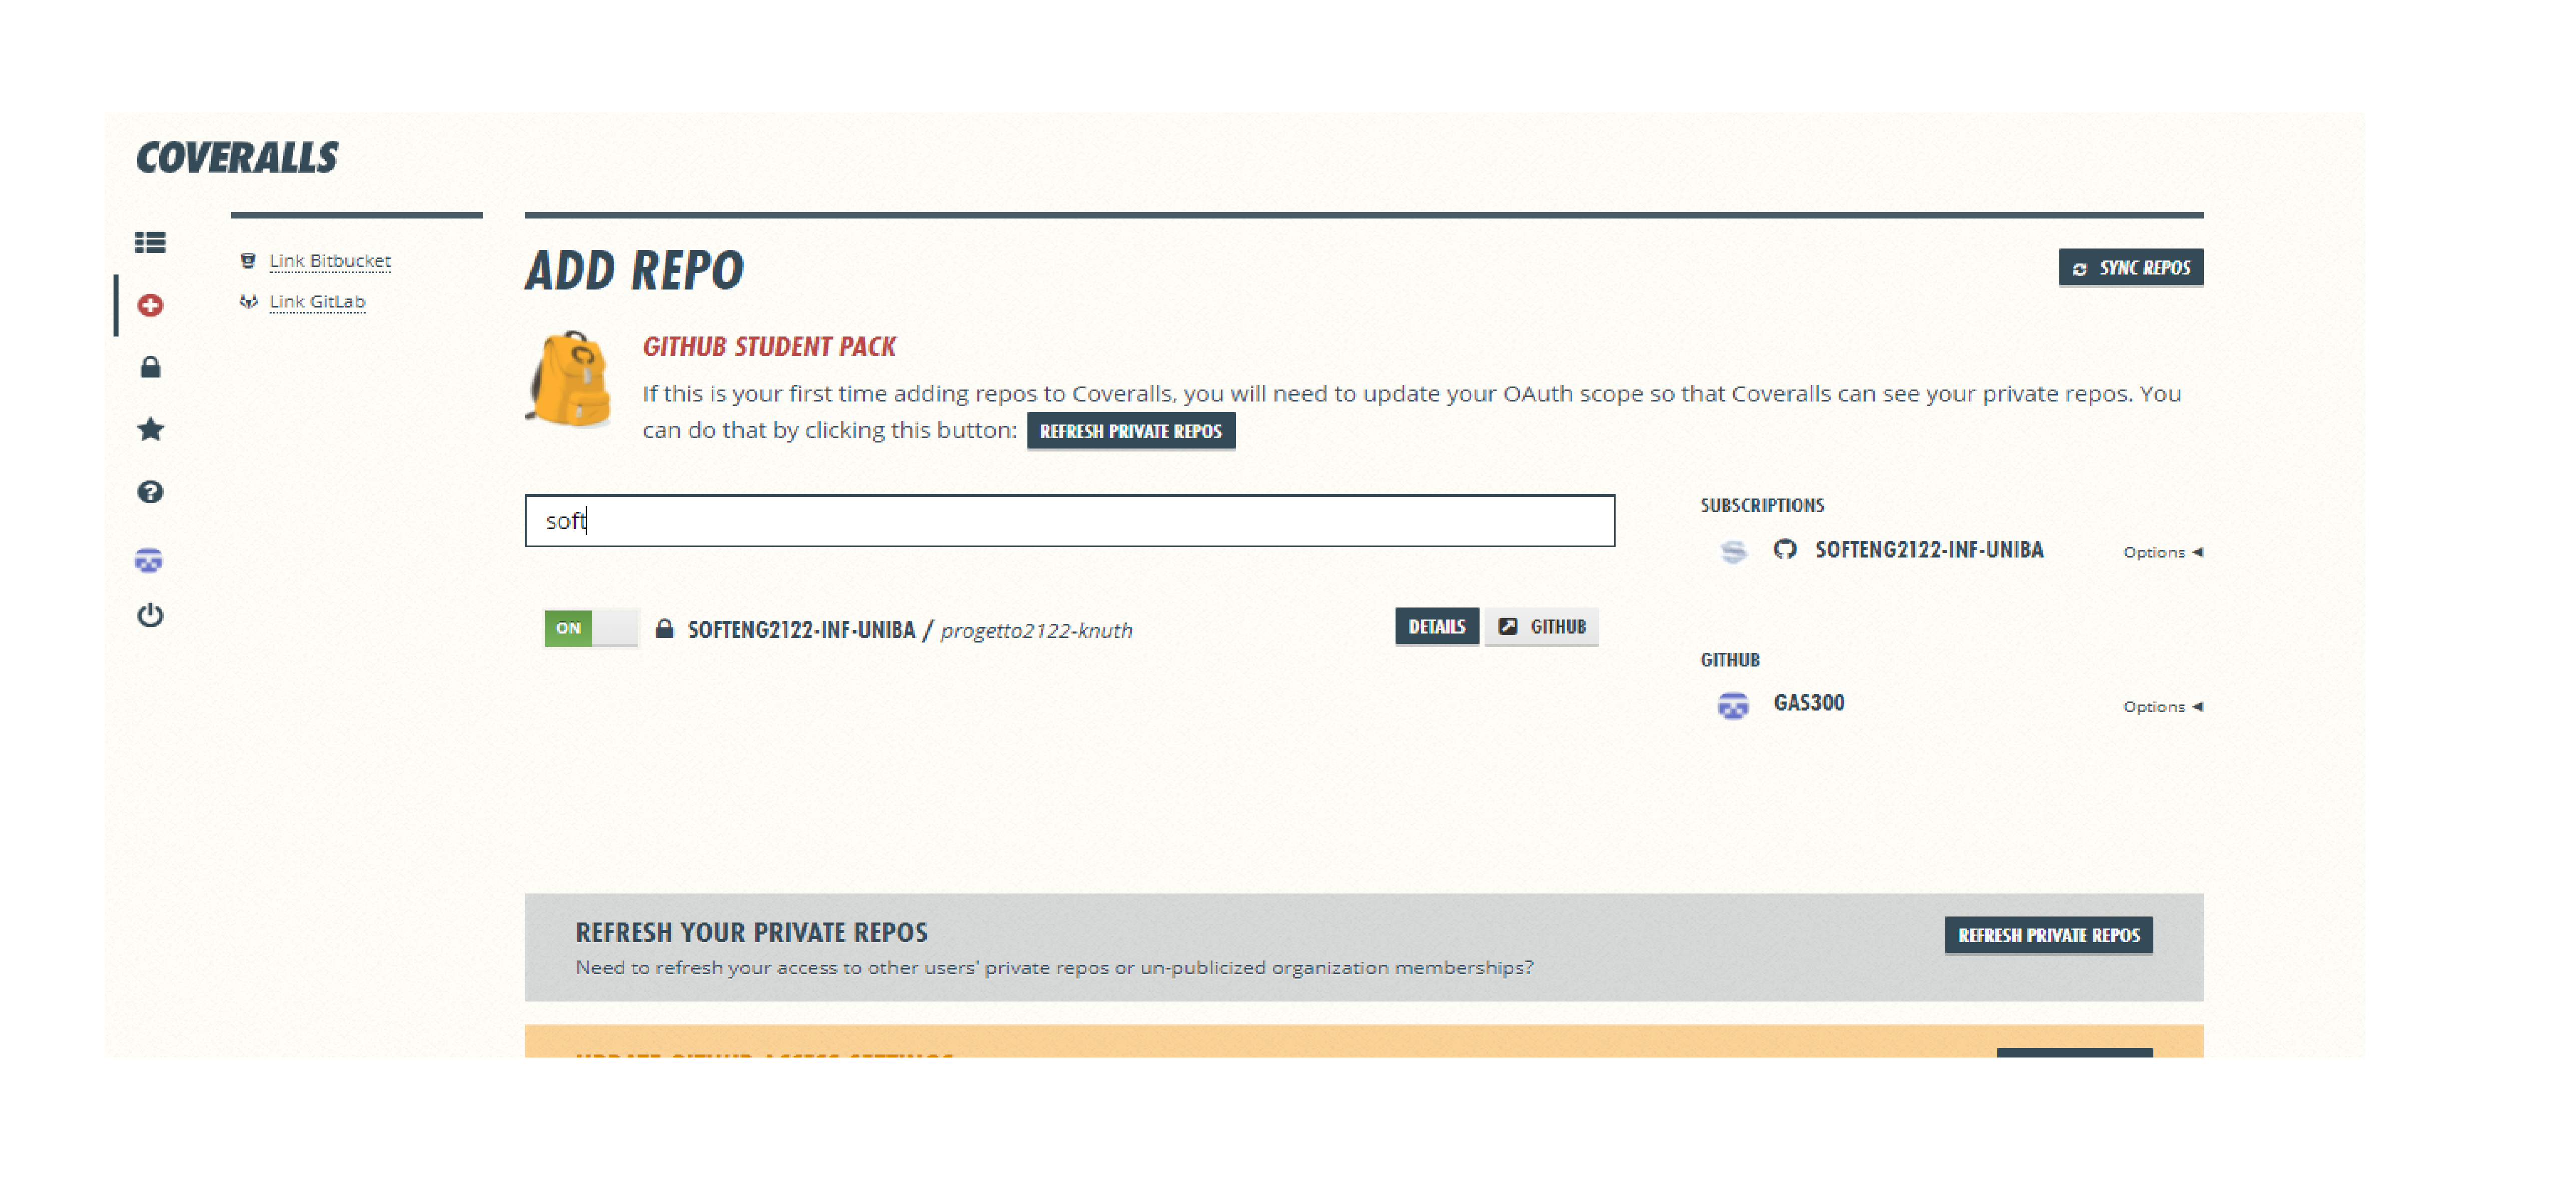 COVERALLS
Link Bitbucket
Link GitLab
ADD REPO
SYNC REPOS
GITHUB STUDENT PACK
If this is your first time adding repos to Coveralls, you will need to update your OAuth scope so that Coveralls can see your private repos. You
can do that by clicking this button: REFRESH PRIVATE REPOS
soft
ON SOFTENG2122-INF-UNIBA / progetto2122-knuth DETAILS GITHUB
SUBSCRIPTIONS
SOFTENG2122-INF-UNIBA Options
GITHUB
GAS300 Options
REFRESH YOUR PRIVATE REPOS
Need to refresh your access to other users' private repos or un-publicized organization memberships?
REFRESH PRIVATE REPOS
UPDATE GITHUB ACCESS SETTINGS